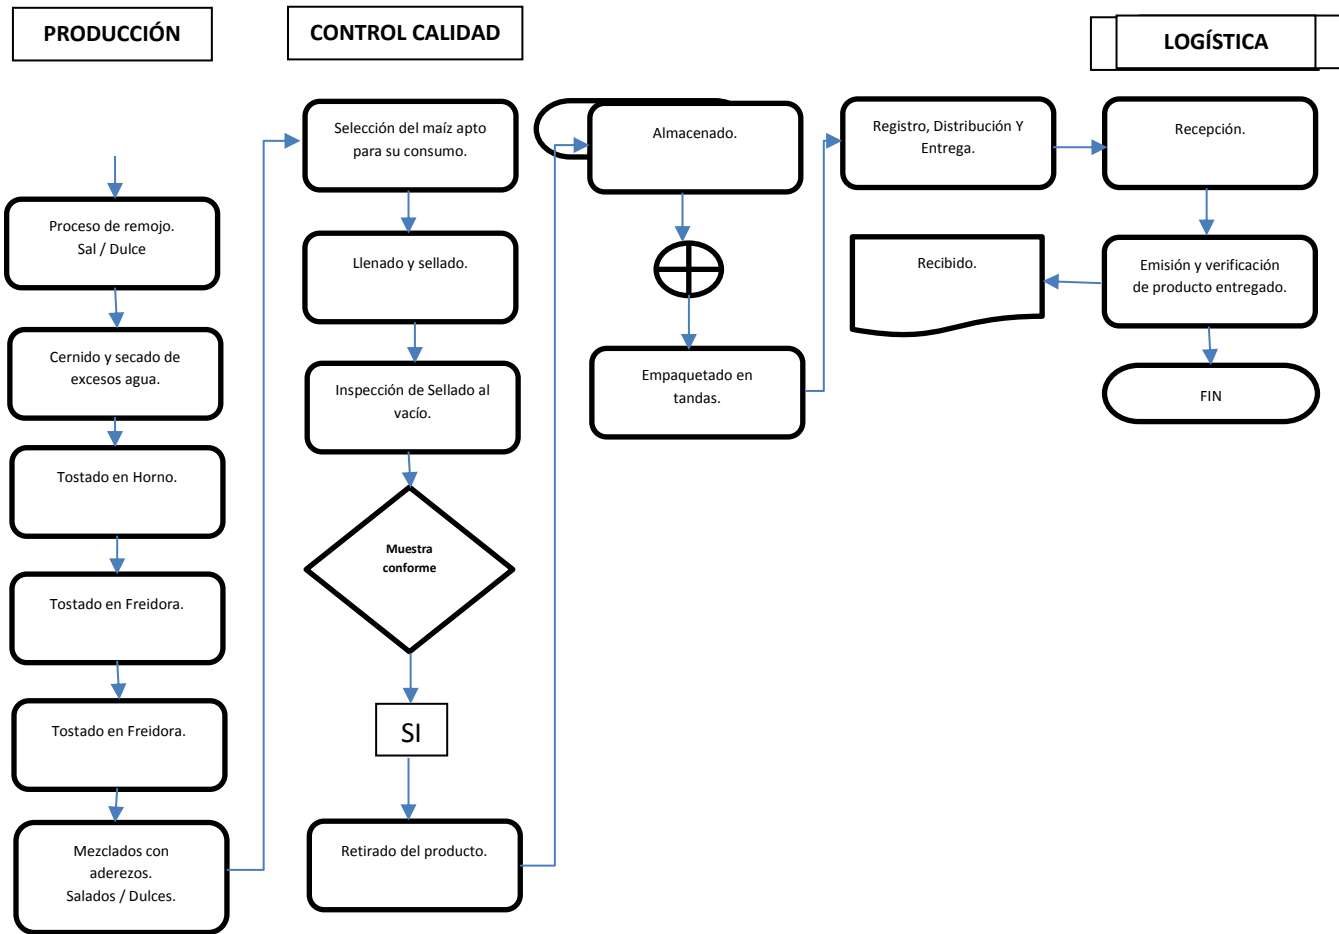 PRODUCCIÓN
CONTROL CALIDAD
LOGÍSTICA
Proceso de remojo.
Sal / Dulce
Cernido y secado de
excesos agua.
Tostado en Horno.
Tostado en Freidora.
Tostado en Freidora.
Mezclados con
aderezos.
Salados / Dulces.
Selección del maíz apto
para su consumo.
Llenado y sellado.
Inspección de Sellado al
vacío.
Muestra
conforme
SI
Retirado del producto.
Almacenado.
Empaquetado en
tandas.
Registro, Distribución Y
Entrega.
Recepción.
Emisión y verificación
de producto entregado.
Recibido.
FIN